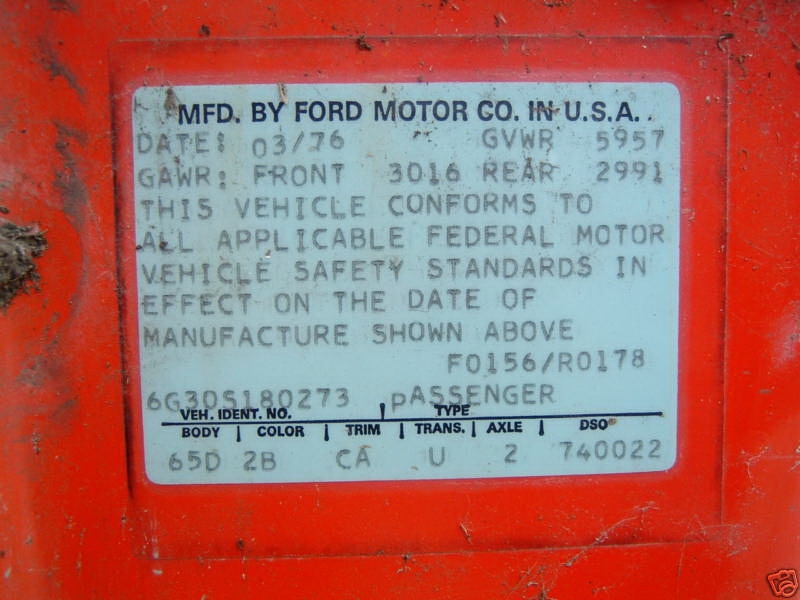 MFD. BY FORD MOTOR CO. IN U.S.A.
DATE: 03/76 GVWR 5957
GAWR: FRONT 3016 REAR 2991
THIS VEHICLE CONFORMS TO
ALL APPLICABLE FEDERAL MOTOR
VEHICLE SAFETY STANDARDS IN
EFFECT ON THE DATE OF
MANUFACTURE SHOWN ABOVE
F0156/R0178
6G30S180273 pASSENGER
VEH. IDENT. NO. TYPE
BODY COLOR TRIM TRANS. AXLE DSO
65D 2B CA U 2 740022